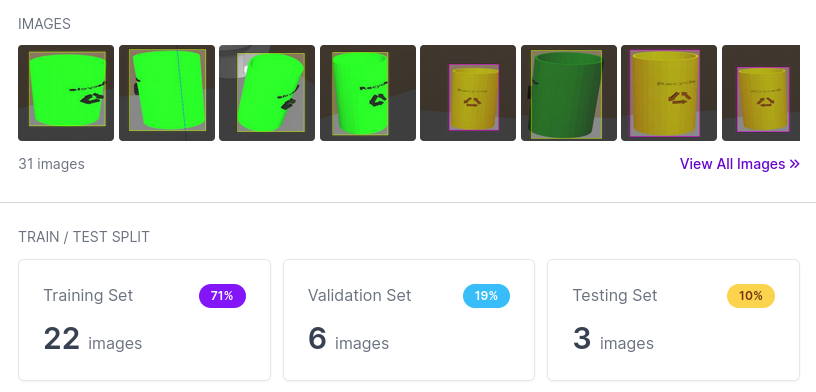 IMAGES
31 images
View All Images »
TRAIN / TEST SPLIT
Training Set
71%
22 images
Validation Set
19%
6 images
Testing Set
10%
3 images